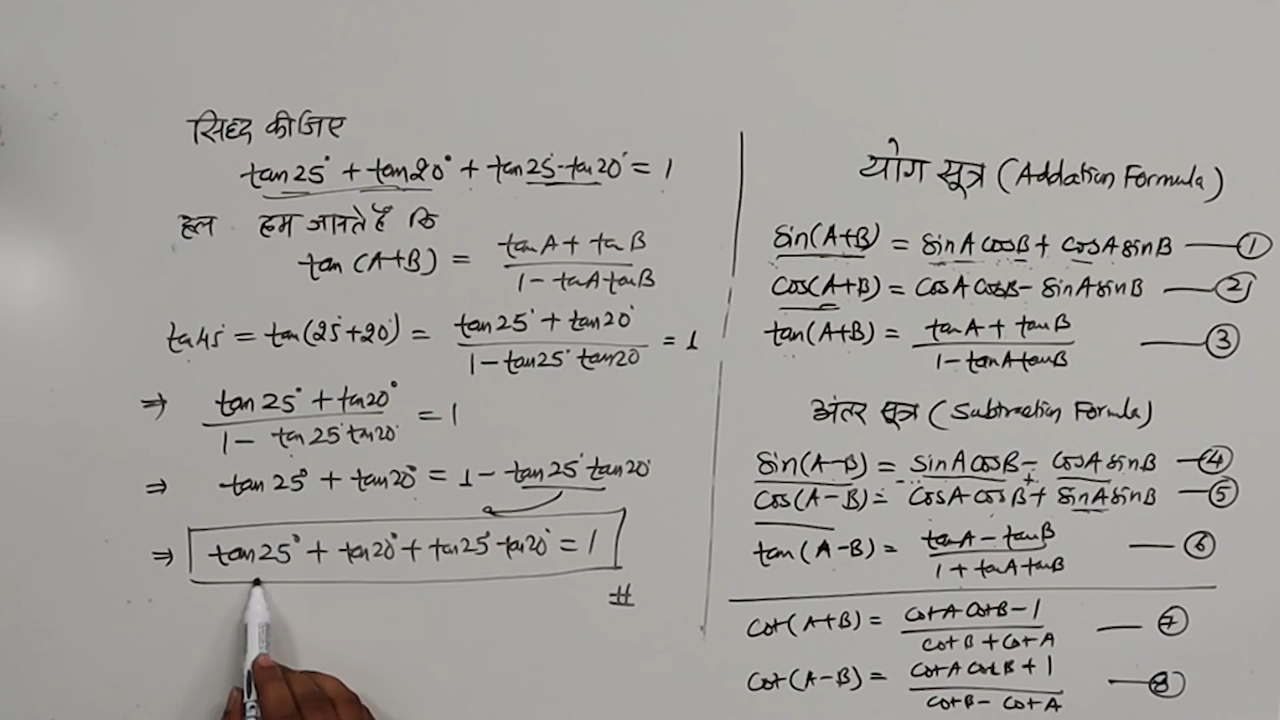 सिध्द कीजिए
tan25° + tan20° + tan25° tan20° = 1
हल हम जानते हैं कि
tan(A+B) = (tanA + tanB)/(1 - tanA tanB)
ta45° = tan(25°+20°) = (tan25° + tan20°)/(1 - tan25° tan20) = 1
⇒ (tan25° + tan20°)/(1 - tan25° tan20°) = 1
⇒ tan25° + tan20° = 1 - tan25° tan20°
⇒ tan25° + tan20° + tan25° tan20° = 1
#
योग सूत्र (Addation Formula)
sin(A+B) = sinA cosB + cosA sinB — ①
cos(A+B) = cosA cosB - sinA sinB — ②
tan(A+B) = (tanA + tanB)/(1 - tanA tanB) — ③
अंतर सूत्र (Subtraction Formula)
sin(A-B) = sinA cosB - cosA sinB — ④
cos(A-B) = cosA cosB + sinA sinB — ⑤
tan(A-B) = (tanA - tanB)/(1 + tanA tanB) — ⑥
cot(A+B) = (cotA cotB - 1)/(cotB + cotA) — ⑦
cot(A-B) = (cotA cotB + 1)/(cotB - cotA) — ⑧